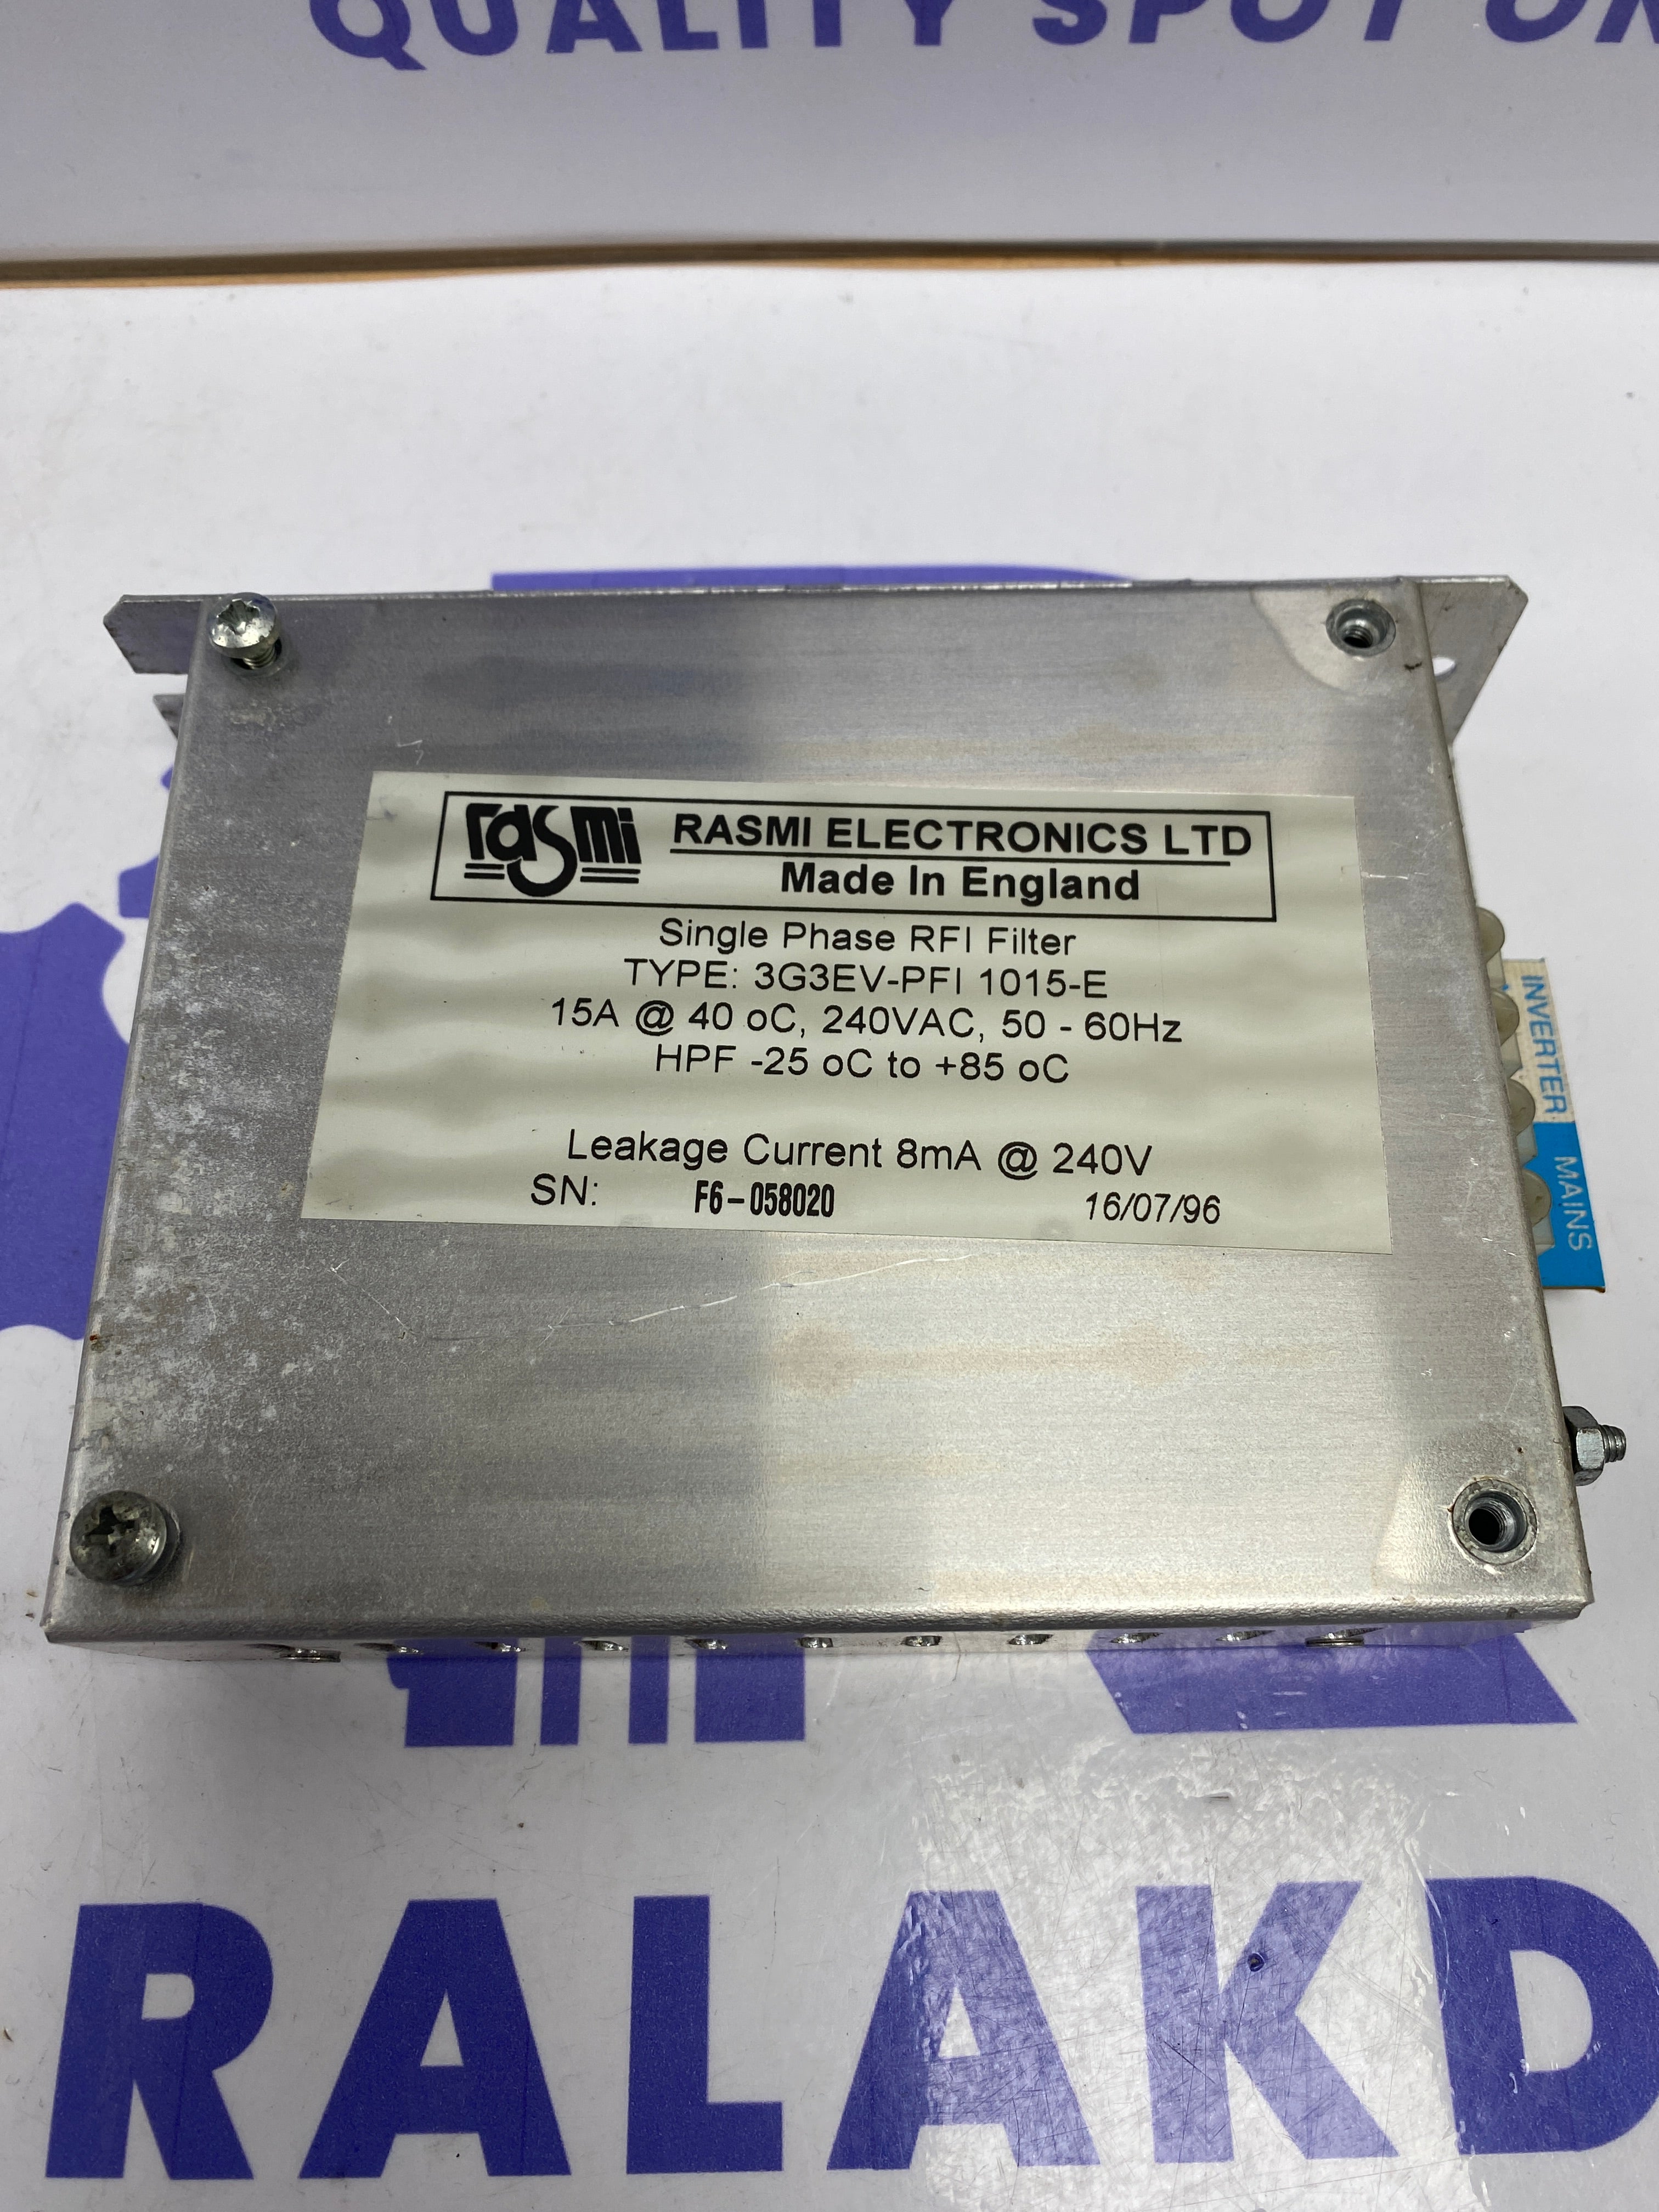 QUALITY SPOT ON
rasmi
RASMI ELECTRONICS LTD
Made In England
Single Phase RFI Filter
TYPE: 3G3EV-PFI 1015-E
15A @ 40 oC, 240VAC, 50 - 60Hz
HPF -25 oC to +85 oC
Leakage Current 8mA @ 240V
SN: F6-058020 16/07/96
INVERTER
MAINS
RALAKD